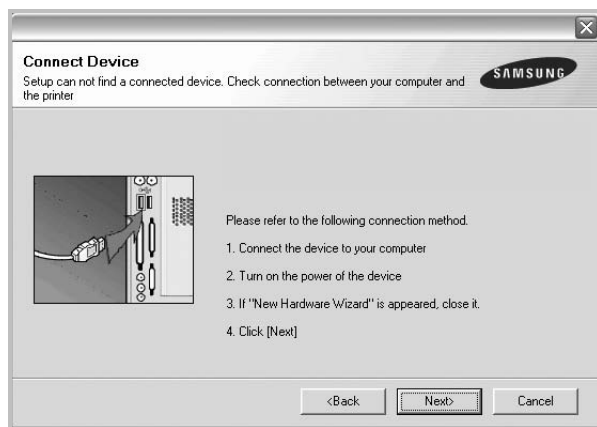 Connect Device
Setup can not find a connected device. Check connection between your computer and
the printer
SAMSUNG
Please refer to the following connection method.
1. Connect the device to your computer
2. Turn on the power of the device
3. If "New Hardware Wizard" is appeared, close it.
4. Click [Next]
<Back
Next>
Cancel